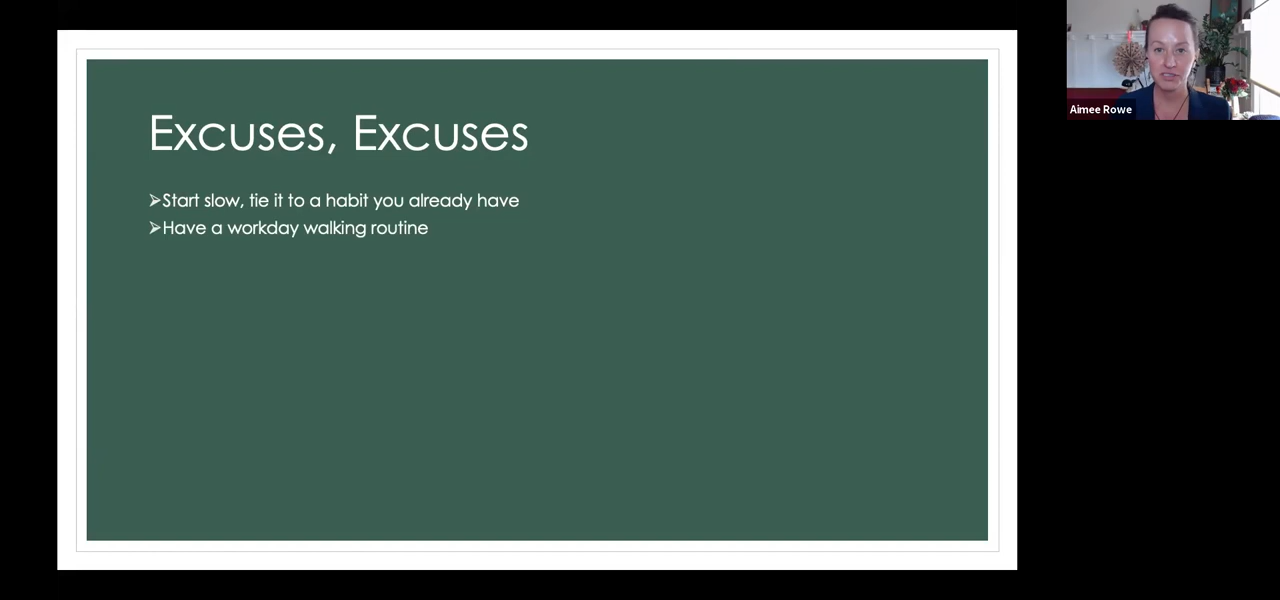 Excuses, Excuses
➢Start slow, tie it to a habit you already have
➢Have a workday walking routine
Aimee Rowe